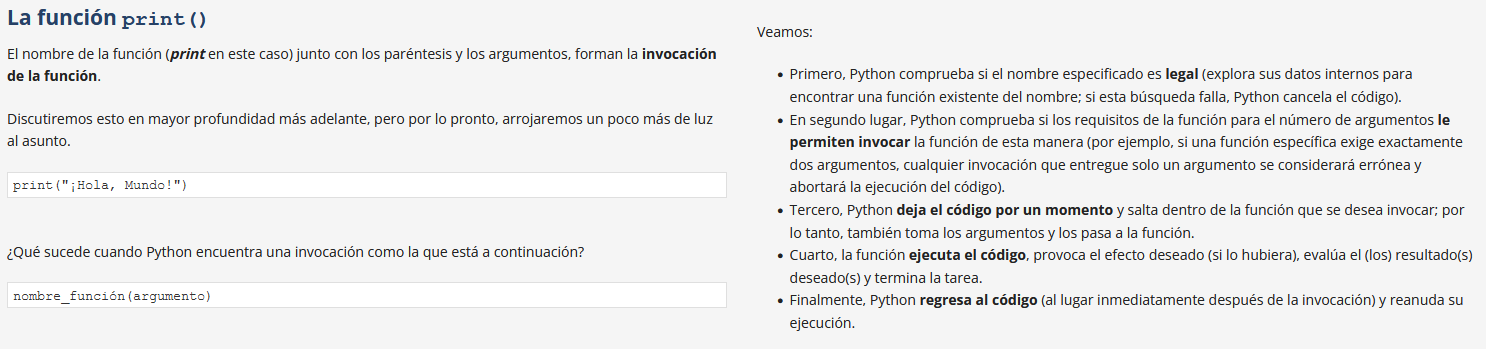 La función print()
El nombre de la función (print en este caso) junto con los paréntesis y los argumentos, forman la invocación
de la función.
Discutiremos esto en mayor profundidad más adelante, pero por lo pronto, arrojaremos un poco más de luz
al asunto.
print("¡Hola, Mundo!")
¿Qué sucede cuando Python encuentra una invocación como la que está a continuación?
nombre_función(argumento)
Veamos:
• Primero, Python comprueba si el nombre especificado es legal (explora sus datos internos para
encontrar una función existente del nombre; si esta búsqueda falla, Python cancela el código).
• En segundo lugar, Python comprueba si los requisitos de la función para el número de argumentos le
permiten invocar la función de esta manera (por ejemplo, si una función específica exige exactamente
dos argumentos, cualquier invocación que entregue solo un argumento se considerará errónea y
abortará la ejecución del código).
• Tercero, Python deja el código por un momento y salta dentro de la función que se desea invocar; por
lo tanto, también toma los argumentos y los pasa a la función.
• Cuarto, la función ejecuta el código, provoca el efecto deseado (si lo hubiera), evalúa el (los) resultado(s)
deseado(s) y termina la tarea.
• Finalmente, Python regresa al código (al lugar inmediatamente después de la invocación) y reanuda su
ejecución.